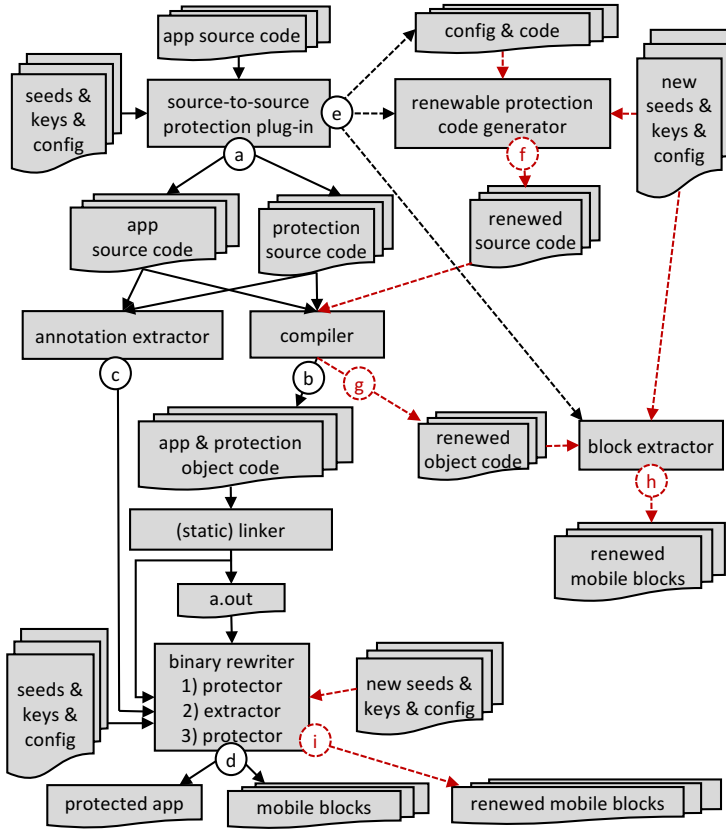 app source code
config & code
seeds &
keys &
config
source-to-source
protection plug-in
e
renewable protection
code generator
new
seeds &
keys &
config
a
f
app
source code
protection
source code
renewed
source code
annotation extractor
compiler
c
b
g
app & protection
object code
renewed
object code
block extractor
h
(static) linker
renewed
mobile blocks
a.out
seeds &
keys &
config
binary rewriter
1) protector
2) extractor
3) protector
new seeds &
keys & config
d
i
protected app
mobile blocks
renewed mobile blocks